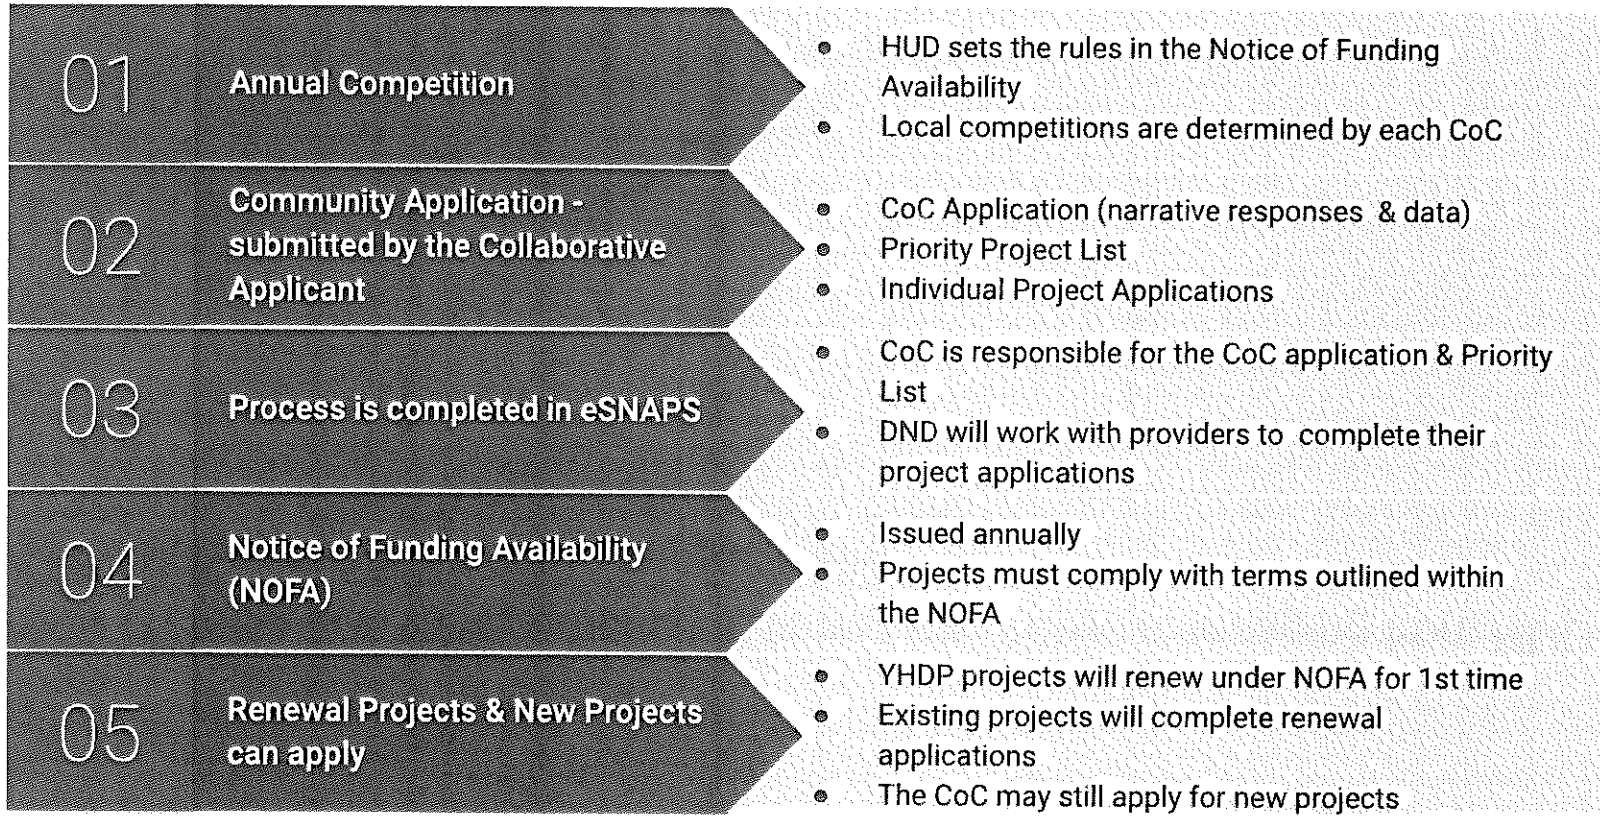 01
Annual Competition
● HUD sets the rules in the Notice of Funding
Availability
● Local competitions are determined by each CoC
02
Community Application -
submitted by the Collaborative
Applicant
● CoC Application (narrative responses & data)
● Priority Project List
● Individual Project Applications
03
Process is completed in eSNAPS
● CoC is responsible for the CoC application & Priority
List
● DND will work with providers to complete their
project applications
04
Notice of Funding Availability
(NOFA)
● Issued annually
● Projects must comply with terms outlined within
the NOFA
05
Renewal Projects & New Projects
can apply
● YHDP projects will renew under NOFA for 1st time
● Existing projects will complete renewal
applications
● The CoC may still apply for new projects